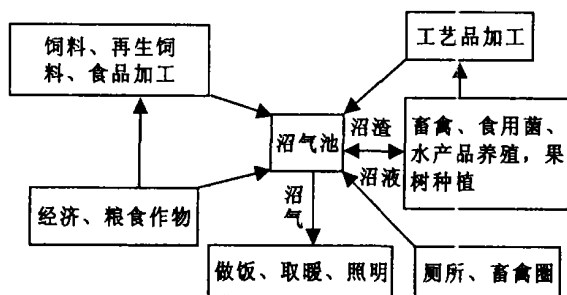 饲料、再生饲
料、食品加工
工艺品加工
沼气池
沼渣
沼液
畜禽、食用菌、
水产品养殖，果
树种植
经济、粮食作物
沼
气
做饭、取暖、照明
厕所、畜禽圈